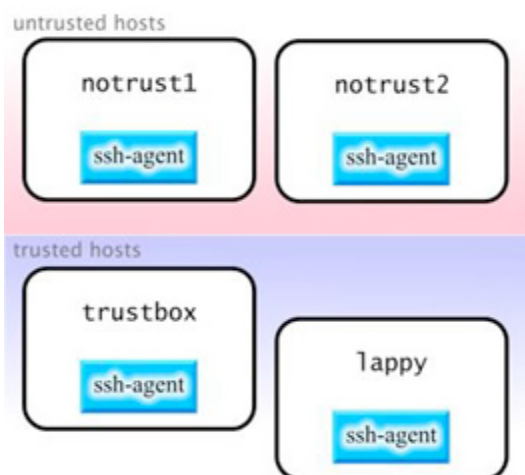 untrusted hosts
notrust1
notrust2
ssh-agent
ssh-agent
trusted hosts
trustbox
lappy
ssh-agent
ssh-agent